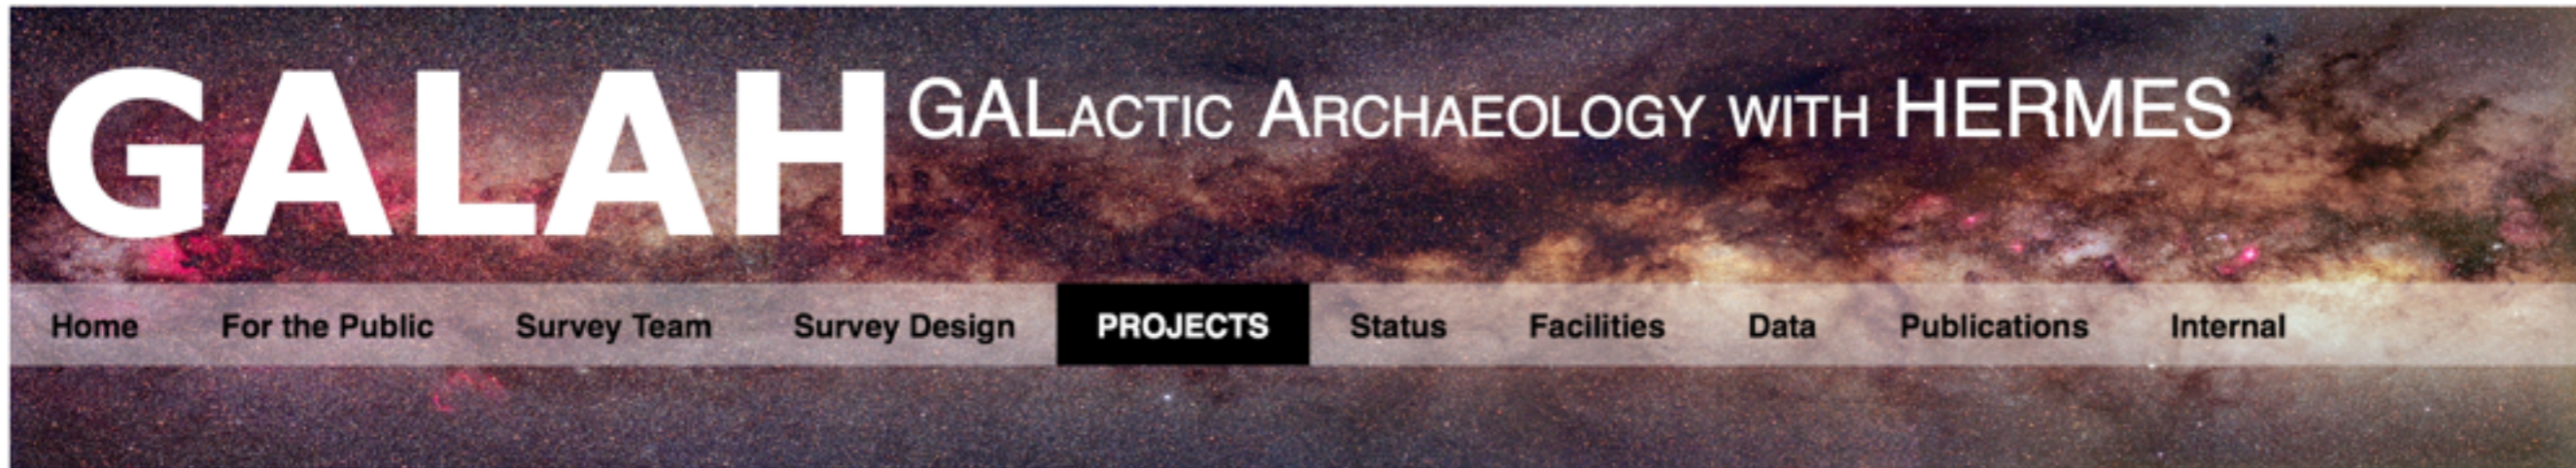 GALAH GALACTIC ARCHAEOLOGY WITH HERMES
Home For the Public Survey Team Survey Design PROJECTS Status Facilities Data Publications Internal